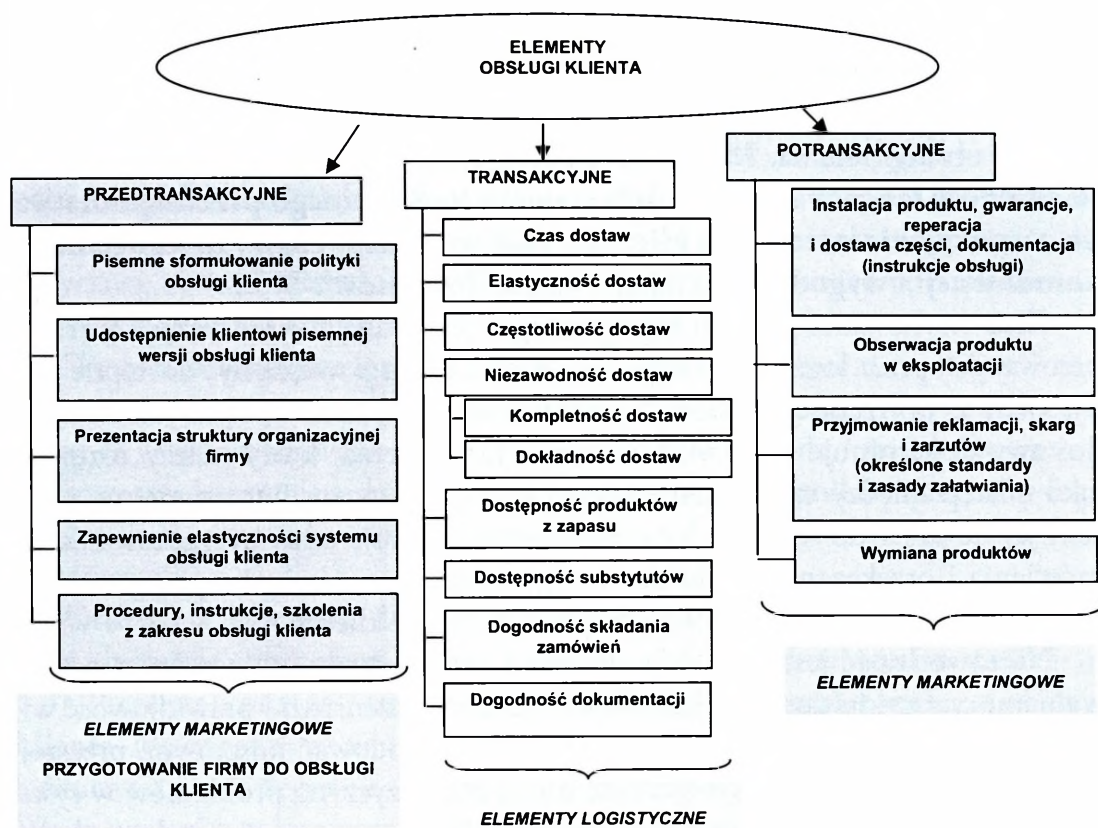 ELEMENTY
OBSŁUGI KLIENTA
PRZEDTRANSAKCYJNE
Pisemne sformułowanie polityki
obsługi klienta
Udostępnienie klientowi pisemnej
wersji obsługi klienta
Prezentacja struktury organizacyjnej
firmy
Zapewnienie elastyczności systemu
obsługi klienta
Procedury, instrukcje, szkolenia
z zakresu obsługi klienta
ELEMENTY MARKETINGOWE
PRZYGOTOWANIE FIRMY DO OBSŁUGI
KLIENTA
TRANSAKCYJNE
Czas dostaw
Elastyczność dostaw
Częstotliwość dostaw
Niezawodność dostaw
Kompletność dostaw
Dokładność dostaw
Dostępność produktów
z zapasu
Dostępność substytutów
Dogodność składania
zamówień
Dogodność dokumentacji
ELEMENTY LOGISTYCZNE
POTRANSAKCYJNE
Instalacja produktu, gwarancje,
reperacja
i dostawa części, dokumentacja
(instrukcje obsługi)
Obserwacja produktu
w eksploatacji
Przyjmowanie reklamacji, skarg
i zarzutów
(określone standardy
i zasady załatwiania)
Wymiana produktów
ELEMENTY MARKETINGOWE